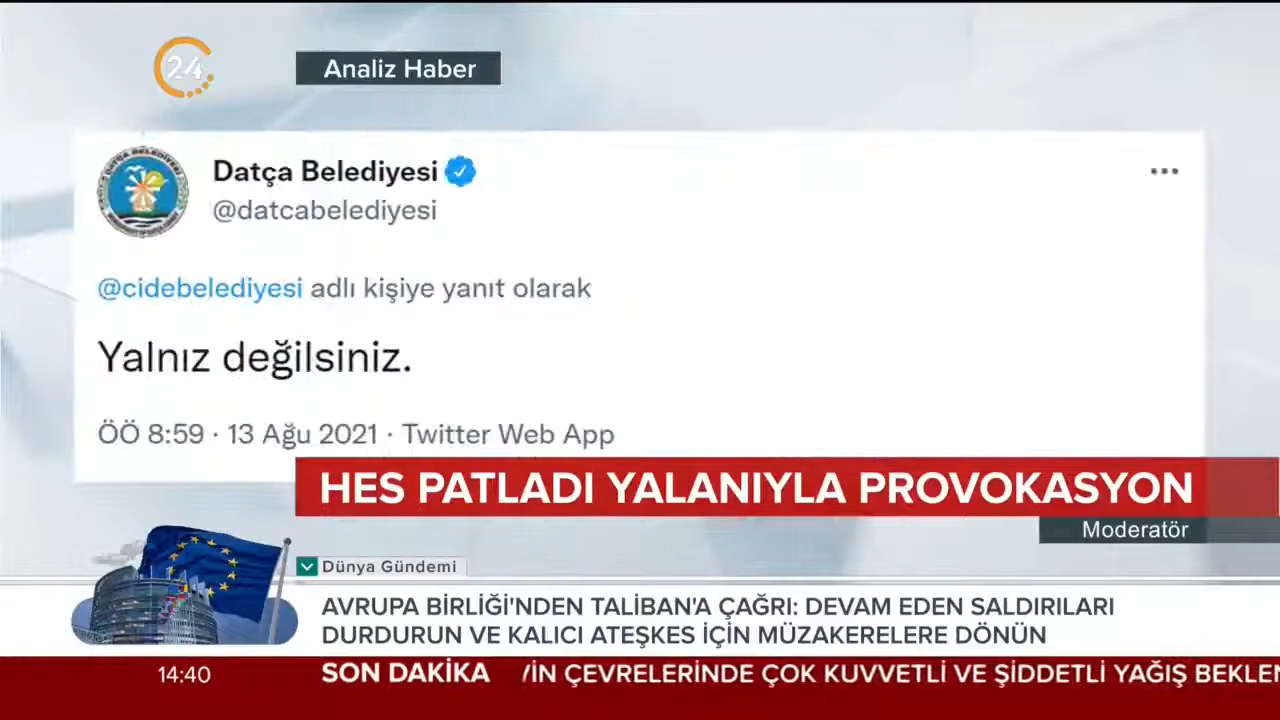 24
Analiz Haber
Datça Belediyesi
@datcabelediyesi
@cidebelediyesi adlı kişiye yanıt olarak
Yalnız değilsiniz.
ÖÖ 8:59 · 13 Ağu 2021 · Twitter Web App
HES PATLADI YALANIYLA PROVOKASYON
Moderatör
Dünya Gündemi
AVRUPA BİRLİĞİ'NDEN TALİBAN'A ÇAĞRI: DEVAM EDEN SALDIRILARI
DURDURUN VE KALICI ATEŞKES İÇİN MÜZAKERELERE DÖNÜN
14:40 SON DAKİKA ÇEVRELERİNDE ÇOK KUVVETLİ VE ŞİDDETLİ YAĞIŞ